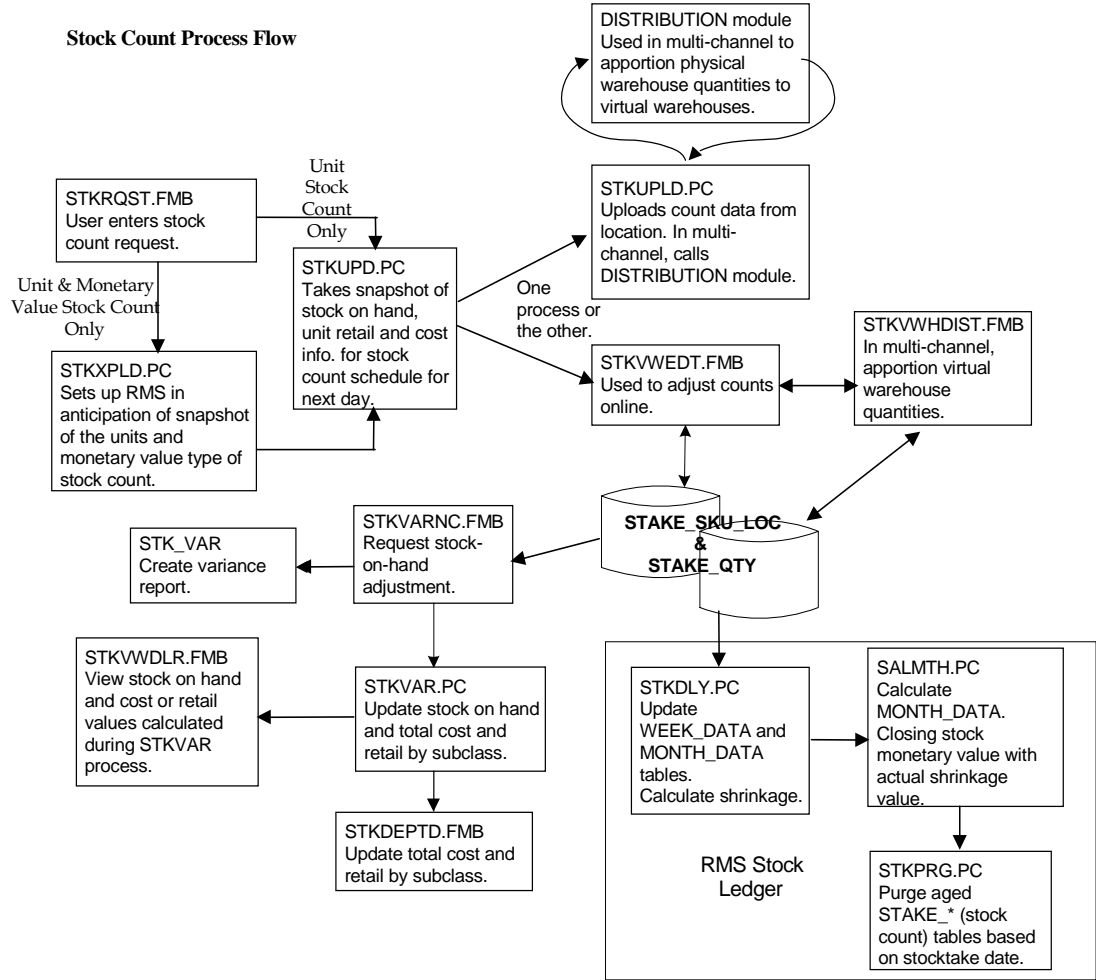 Stock Count Process Flow
DISTRIBUTION module
Used in multi-channel to
apportion physical
warehouse quantities to
virtual warehouses.
Unit
Stock
Count
Only
STKRQST.FMB
User enters stock
count request.
STKUPLD.PC
Uploads count data from
location. In multi-
channel, calls
DISTRIBUTION module.
Unit & Monetary
Value Stock Count
Only
STKUPD.PC
Takes snapshot of
stock on hand,
unit retail and cost
info. for stock
count schedule for
next day.
One
process or
the other.
STKXPLD.PC
Sets up RMS in
anticipation of snapshot
of the units and
monetary value type of
stock count.
STKVWEDT.FMB
Used to adjust counts
online.
STKVWHDIST.FMB
In multi-channel,
apportion virtual
warehouse
quantities.
STAKE_SKU_LOC
&
STAKE_QTY
STKVARNC.FMB
Request stock-
on-hand
adjustment.
STK_VAR
Create variance
report.
STKVWDLR.FMB
View stock on hand
and cost or retail
values calculated
during STKVAR
process.
STKVAR.PC
Update stock on hand
and total cost and
retail by subclass.
STKDEPTD.FMB
Update total cost and
retail by subclass.
STKDLY.PC
Update
WEEK_DATA and
MONTH_DATA
tables.
Calculate shrinkage.
SALMTH.PC
Calculate
MONTH_DATA.
Closing stock
monetary value with
actual shrinkage
value.
RMS Stock
Ledger
STKPRG.PC
Purge aged
STAKE_* (stock
count) tables based
on stocktake date.